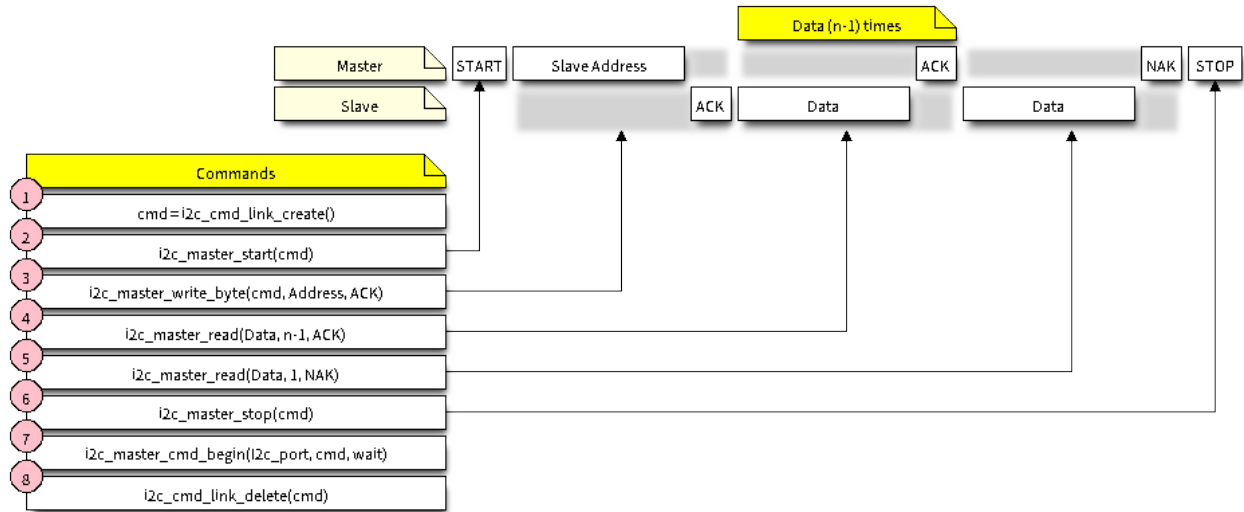 Data (n-1) times
Master
START
Slave Address
ACK
NAK
STOP
Slave
ACK
Data
Data
Commands
1
cmd = i2c_cmd_link_create()
2
i2c_master_start(cmd)
3
i2c_master_write_byte(cmd, Address, ACK)
4
i2c_master_read(Data, n-1, ACK)
5
i2c_master_read(Data, 1, NAK)
6
i2c_master_stop(cmd)
7
i2c_master_cmd_begin(I2c_port, cmd, wait)
8
i2c_cmd_link_delete(cmd)